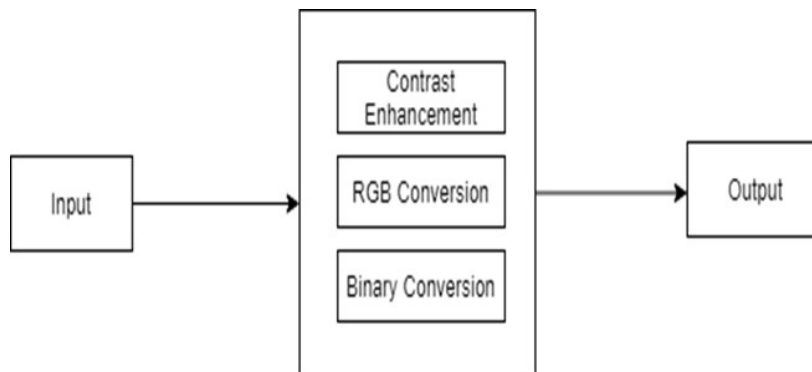 Contrast
Enhancement
Input
RGB Conversion
Output
Binary Conversion